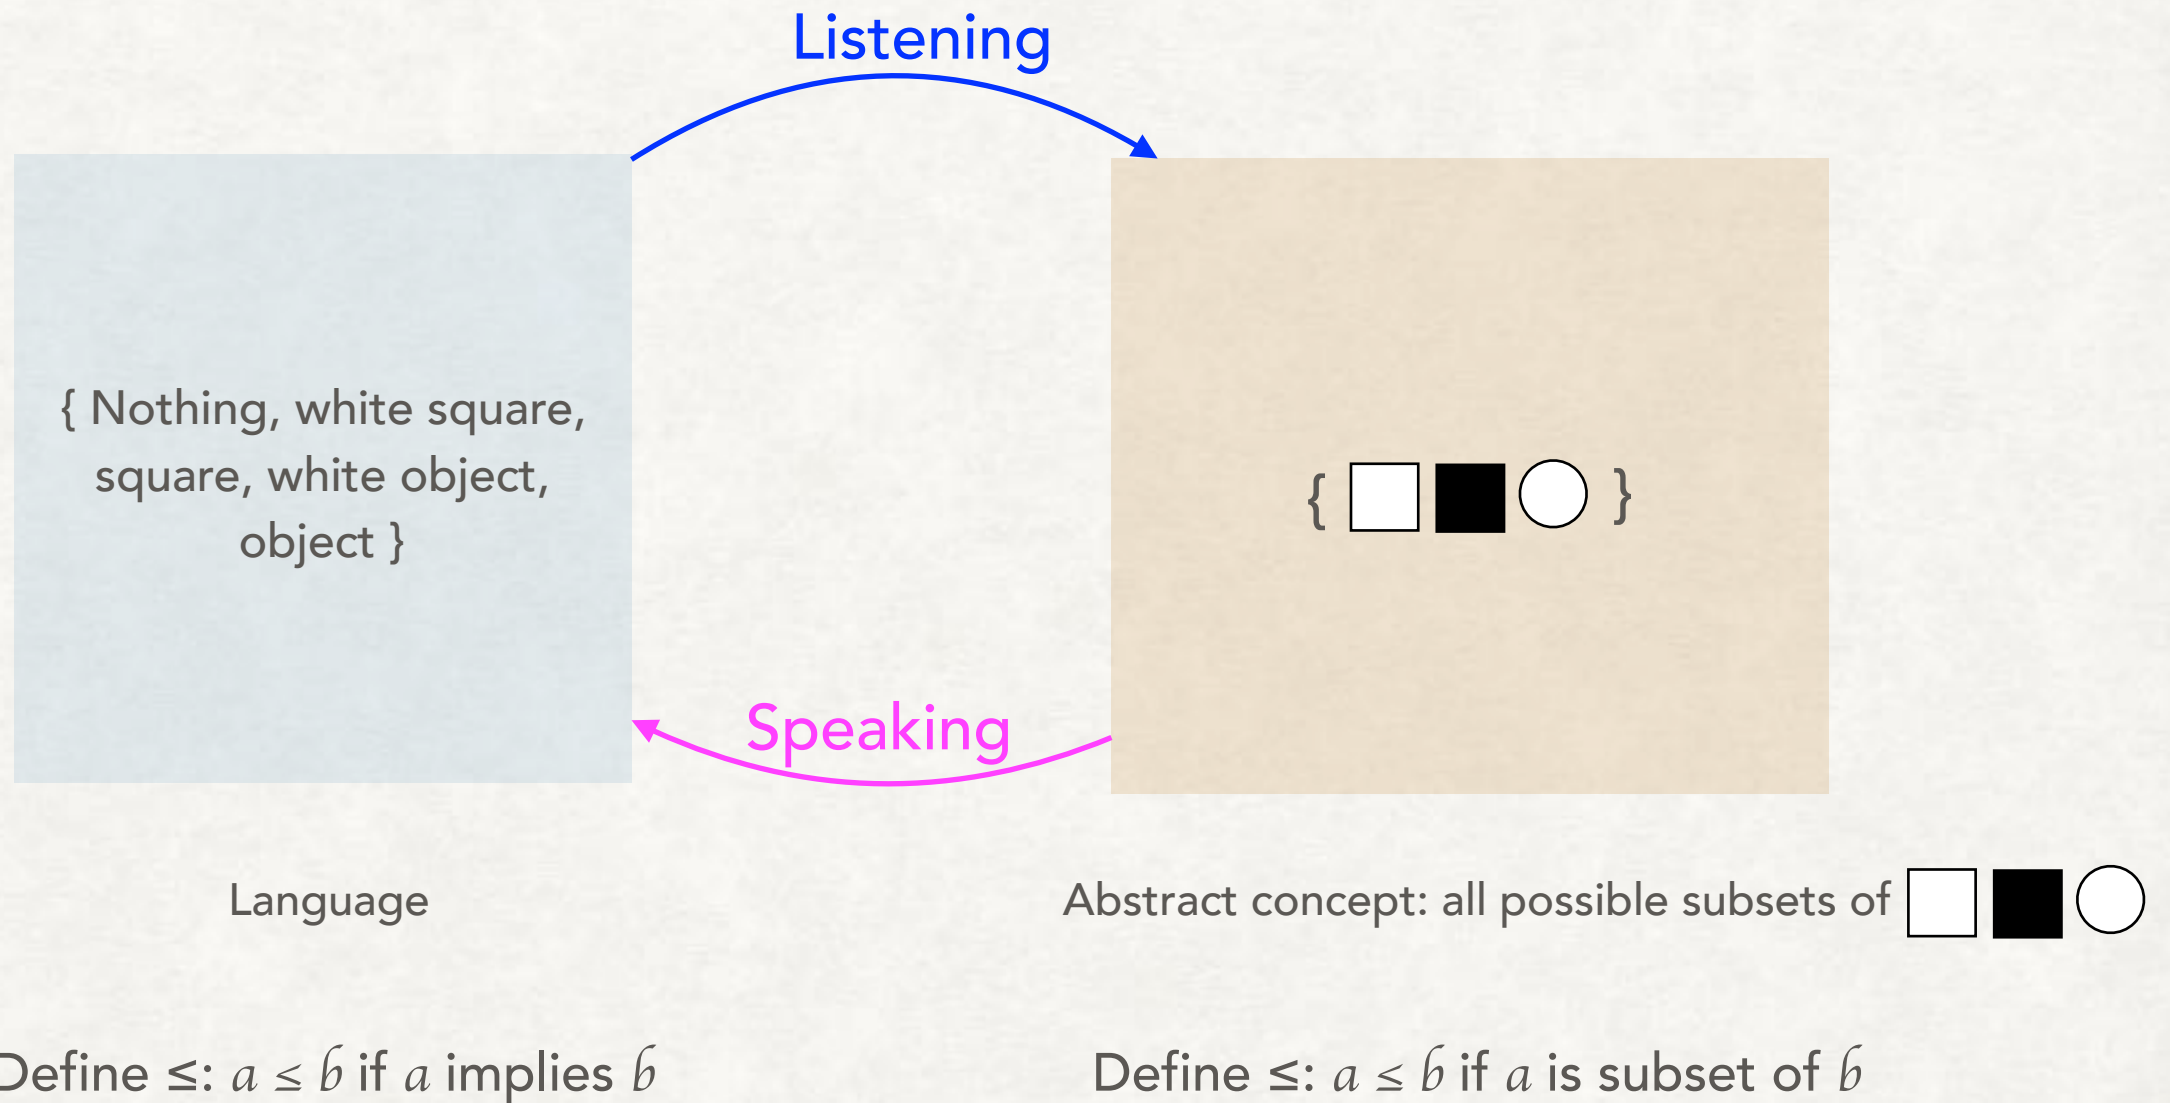 Listening
{ Nothing, white square,
square, white object,
object }
{ }
Speaking
Language
Abstract concept: all possible subsets of
Define ≤: a ≤ b if a implies b
Define ≤: a ≤ b if a is subset of b